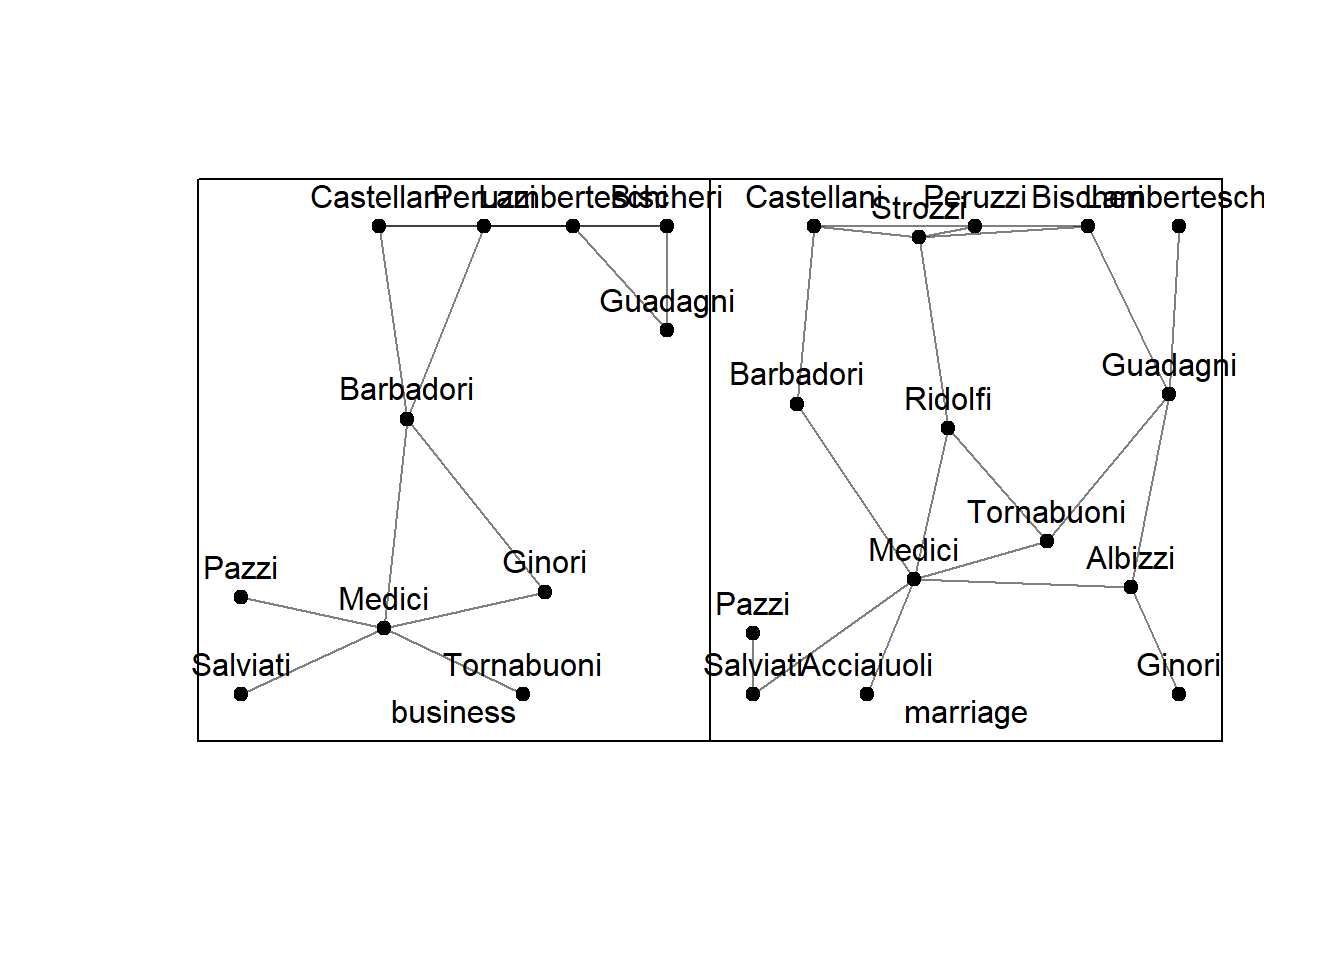 Castellani
Peruzzi
Lamberteschi
Bischeri
Guadagni
Barbadori
Ginori
Pazzi
Medici
Salviati
Tornabuoni
business
Castellani
Strozzi
Peruzzi
Bischeri
Lambertesch
Guadagni
Barbadori
Ridolfi
Tornabuoni
Medici
Albizzi
Pazzi
Salviati
Acciaiuoli
Ginori
marriage